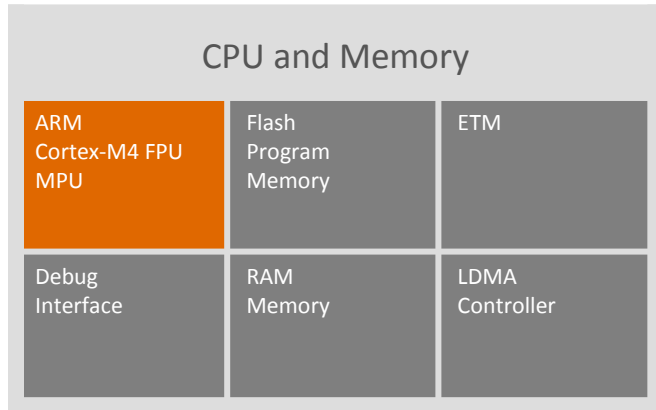 CPU and Memory
ARM
Cortex-M4 FPU
MPU
Flash
Program
Memory
ETM
Debug
Interface
RAM
Memory
LDMA
Controller